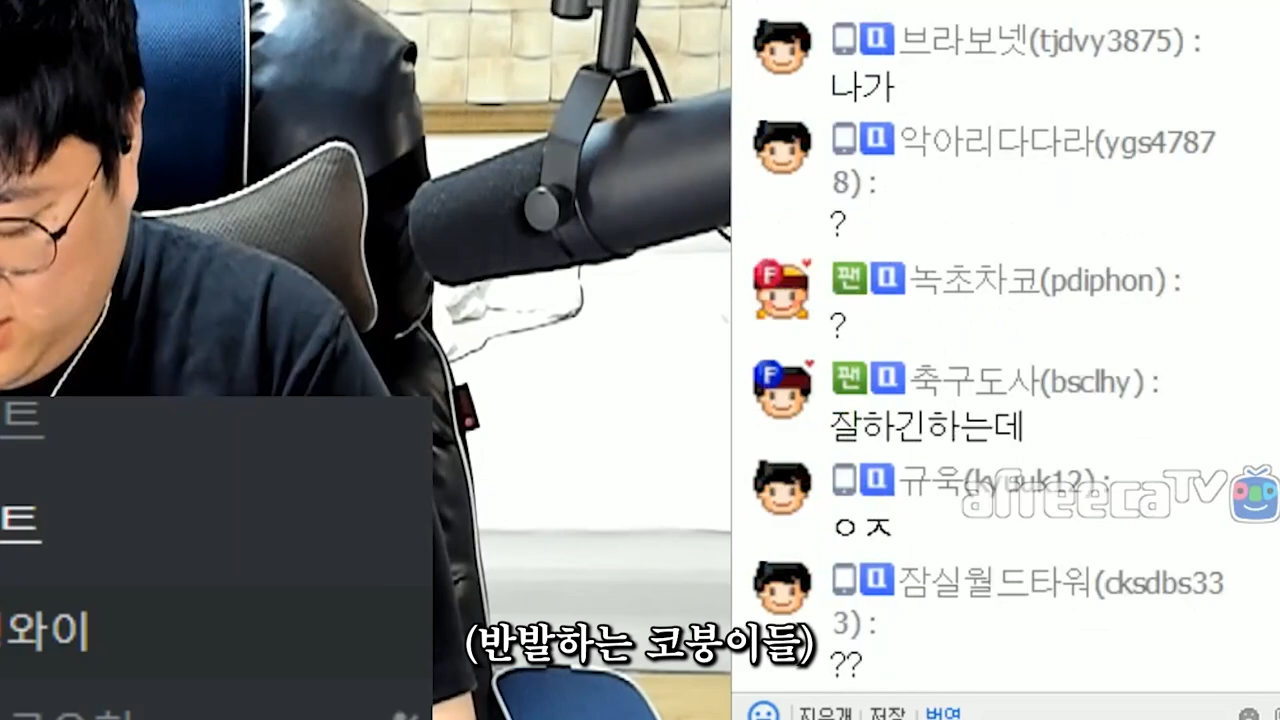 브라보넷(tjdvy3875) :
나가
악아리다다라(ygs4787
8) :
?
F 팬 녹초차코(pdiphon) :
?
F 팬 축구도사(bsclhy) :
잘하긴하는데
규욱(kyuuk12) :
ㅇㅈ
afreecaTV
잠실월드타워(cksdbs33
3) :
??
트
트
와이
(반발하는 코붕이들)
지우개 | 저장 | 번역